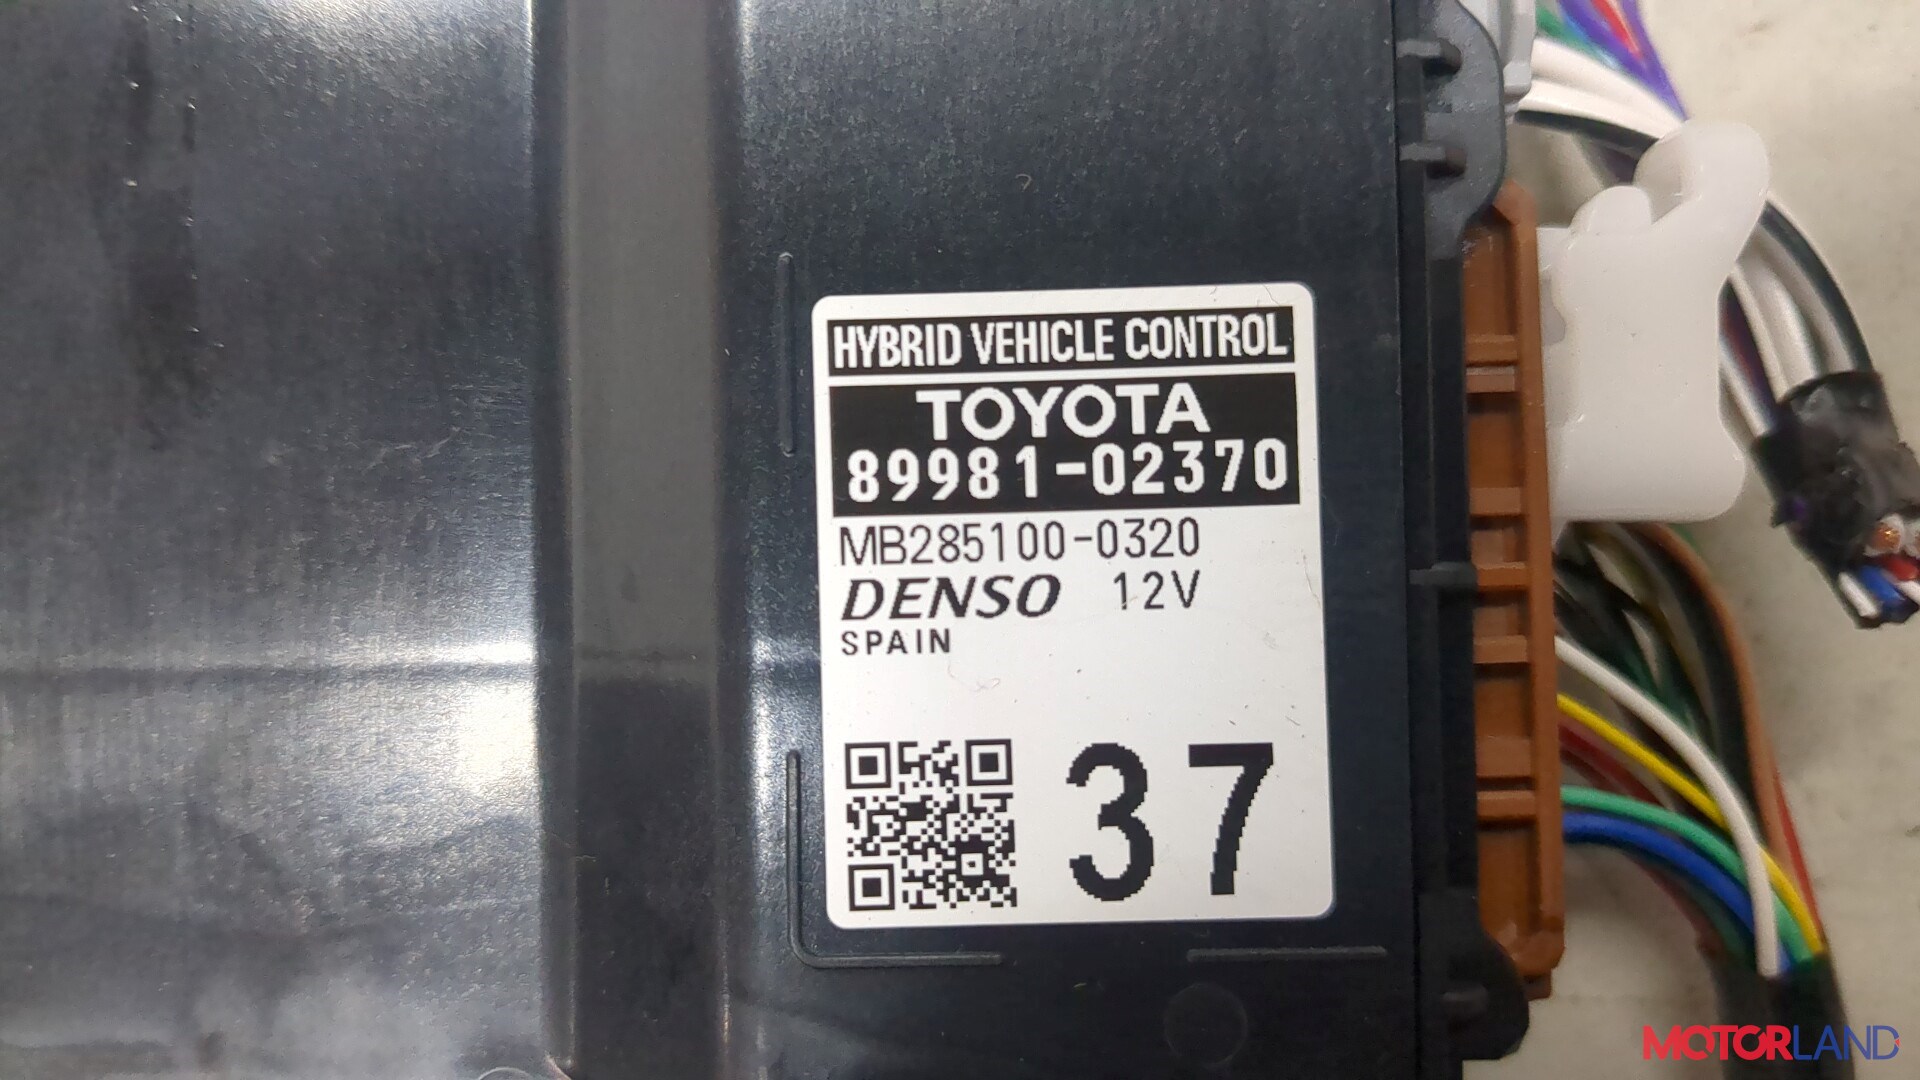 HYBRID VEHICLE CONTROL
TOYOTA
89981-02370
MB285100-0320
DENSO 12V
SPAIN
37
MOTORLAND